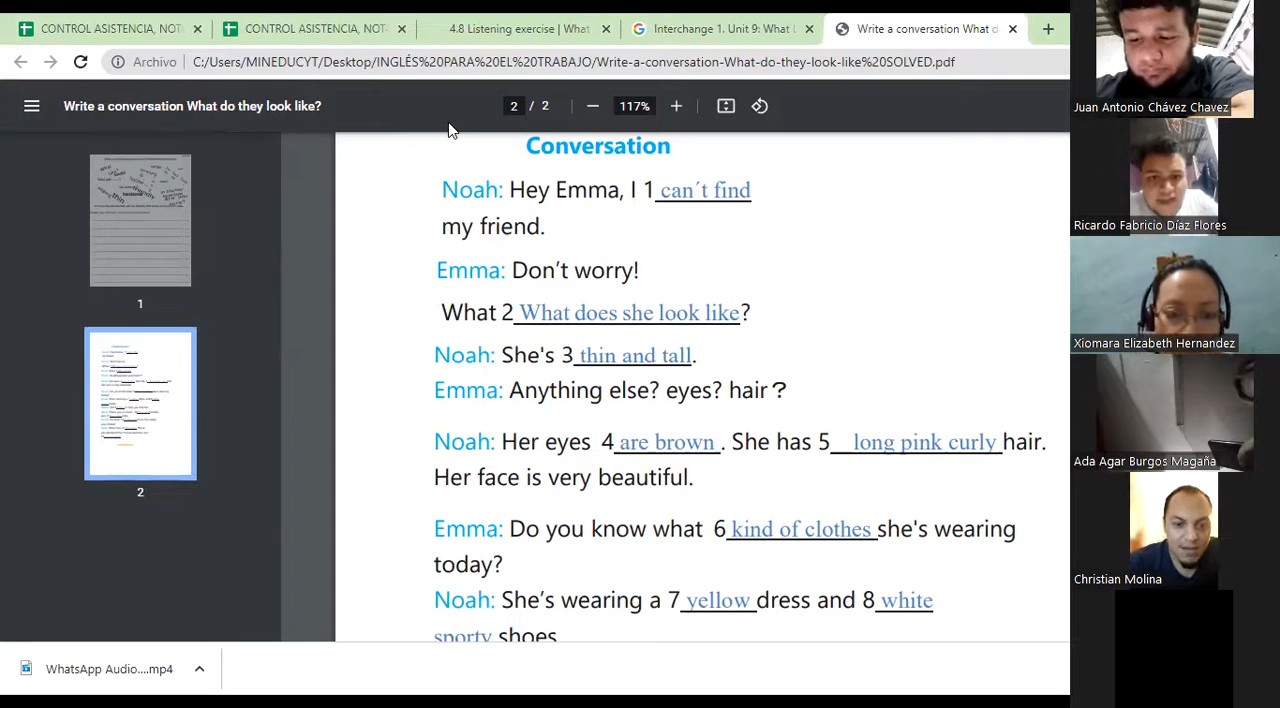 CONTROL ASISTENCIA, NOT
CONTROL ASISTENCIA, NOT
4.8 Listening exercise | What
Interchange 1. Unit 9: What L
Write a conversation What d
Archivo
C:/Users/MINEDUCYT/Desktop/INGLÉS%20PARA%20EL%20TRABAJO/Write-a-conversation-What-do-they-look-like%20SOLVED.pdf
Write a conversation What do they look like?
2 / 2
117%
1
2
Conversation
Noah: Hey Emma, I 1 can´t find
my friend.
Emma: Don't worry!
What 2 What does she look like?
Noah: She's 3 thin and tall.
Emma: Anything else? eyes? hair?
Noah: Her eyes 4 are brown . She has 5 long pink curly hair.
Her face is very beautiful.
Emma: Do you know what 6 kind of clothes she's wearing
today?
Noah: She's wearing a 7 yellow dress and 8 white
sporty shoes
WhatsApp Audio....mp4
Juan Antonio Chávez Chavez
Ricardo Fabricio Díaz Flores
Xiomara Elizabeth Hernandez
Ada Agar Burgos Magaña
Christian Molina